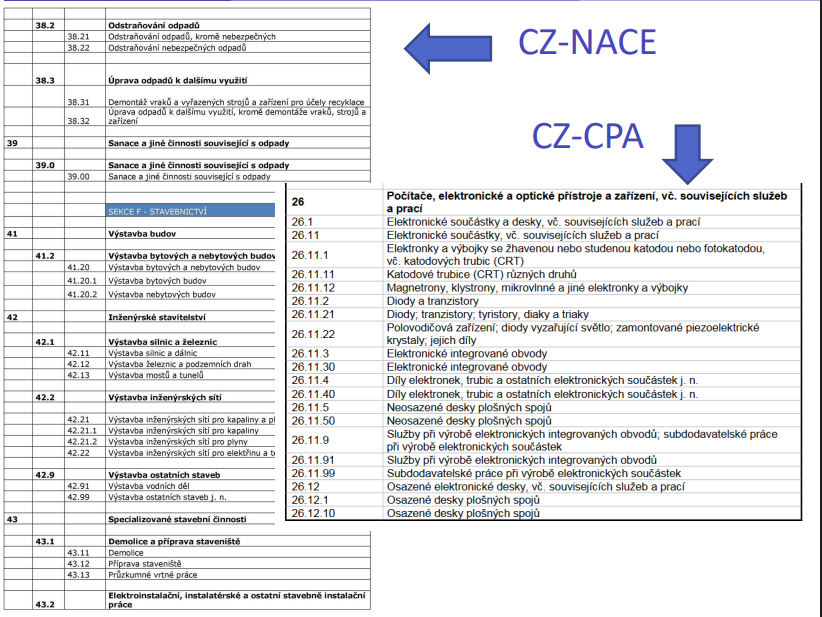 38.2 Odstraňování odpadů
38.21 Odstraňování odpadů, kromě nebezpečných
38.22 Odstraňování nebezpečných odpadů
38.3 Úprava odpadů k dalšímu využití
38.31 Demontáž vraků a vyřazených strojů a zařízení pro účely recyklace
Úprava odpadů k dalšímu využití, kromě demontáže vraků, strojů a
38.32 zařízení
39 Sanace a jiné činnosti související s odpady
39.0 Sanace a jiné činnosti související s odpady
39.00 Sanace a jiné činnosti související s odpady
SEKCE F - STAVEBNICTVÍ
41 Výstavba budov
41.2 Výstavba bytových a nebytových budov
41.20 Výstavba bytových a nebytových budov
41.20.1 Výstavba bytových budov
41.20.2 Výstavba nebytových budov
42 Inženýrské stavitelství
42.1 Výstavba silnic a železnic
42.11 Výstavba silnic a dálnic
42.12 Výstavba železnic a podzemních drah
42.13 Výstavba mostů a tunelů
42.2 Výstavba inženýrských sítí
42.21 Výstavba inženýrských sítí pro kapaliny a pl
42.21.1 Výstavba inženýrských sítí pro kapaliny
42.21.2 Výstavba inženýrských sítí pro plyny
42.22 Výstavba inženýrských sítí pro elektřinu a te
42.9 Výstavba ostatních staveb
42.91 Výstavba vodních děl
42.99 Výstavba ostatních staveb j. n.
43 Specializované stavební činnosti
43.1 Demolice a příprava staveniště
43.11 Demolice
43.12 Příprava staveniště
43.13 Průzkumné vrtné práce
Elektroinstalační, instalatérské a ostatní stavebně instalační
43.2 práce
CZ-NACE
CZ-CPA
26 Počítače, elektronické a optické přístroje a zařízení, vč. souvisejících služeb
a prací
26.1 Elektronické součástky a desky, vč. souvisejících služeb a prací
26.11 Elektronické součástky, vč. souvisejících služeb a prací
26.11.1 Elektronky a výbojky se žhavenou nebo studenou katodou nebo fotokatodou,
vč. katodových trubic (CRT)
26.11.11 Katodové trubice (CRT) různých druhů
26.11.12 Magnetrony, klystrony, mikrovlnné a jiné elektronky a výbojky
26.11.2 Diody a tranzistory
26.11.21 Diody; tranzistory; tyristory, diaky a triaky
26.11.22 Polovodičová zařízení; diody vyzařující světlo; zamontované piezoelektrické
krystaly; jejich díly
26.11.3 Elektronické integrované obvody
26.11.30 Elektronické integrované obvody
26.11.4 Díly elektronek, trubic a ostatních elektronických součástek j. n.
26.11.40 Díly elektronek, trubic a ostatních elektronických součástek j. n.
26.11.5 Neosazené desky plošných spojů
26.11.50 Neosazené desky plošných spojů
26.11.9 Služby při výrobě elektronických integrovaných obvodů; subdodavatelské práce
při výrobě elektronických součástek
26.11.91 Služby při výrobě elektronických integrovaných obvodů
26.11.99 Subdodavatelské práce při výrobě elektronických součástek
26.12 Osazené elektronické desky, vč. souvisejících služeb a prací
26.12.1 Osazené desky plošných spojů
26.12.10 Osazené desky plošných spojů